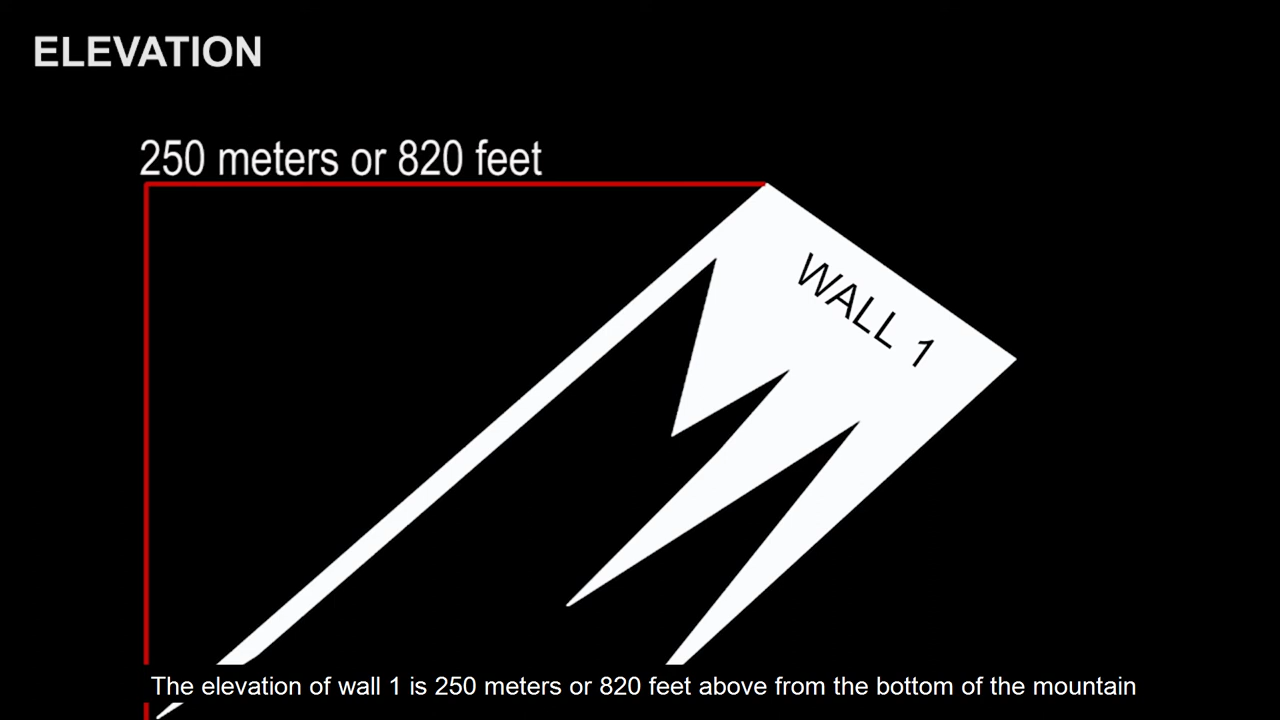 ELEVATION
250 meters or 820 feet
WALL 1
The elevation of wall 1 is 250 meters or 820 feet above from the bottom of the mountain